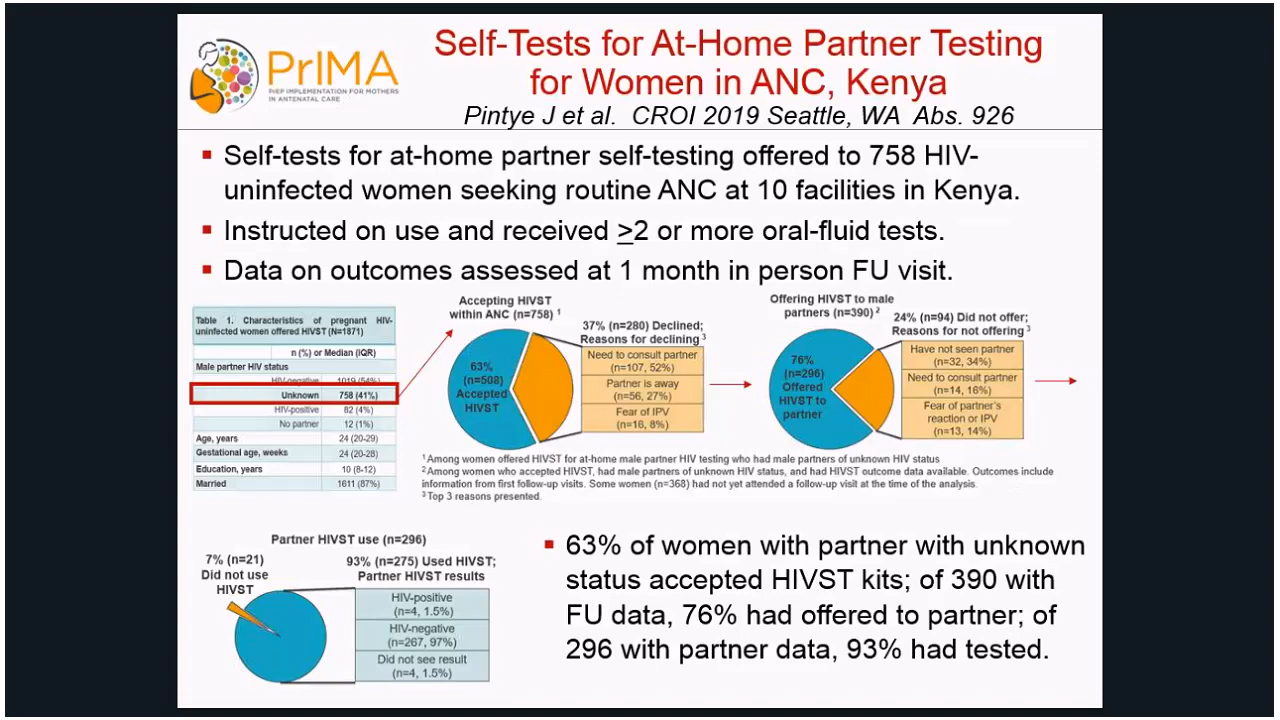 PrIMA
PrEP IMPLEMENTATION FOR MOTHERS
IN ANTENATAL CARE
Self-Tests for At-Home Partner Testing
for Women in ANC, Kenya
Pintye J et al. CROI 2019 Seattle, WA Abs. 926
▪ Self-tests for at-home partner self-testing offered to 758 HIV-
uninfected women seeking routine ANC at 10 facilities in Kenya.
▪ Instructed on use and received >2 or more oral-fluid tests.
▪ Data on outcomes assessed at 1 month in person FU visit.
Table 1. Characteristics of pregnant HIV-
uninfected women offered HIVST (N=1871)
n (%) or Median (IQR)
Male partner HIV status
HIV-negative 1019 (54%)
Unknown 758 (41%)
HIV-positive 82 (4%)
No partner 12 (1%)
Age, years 24 (20-29)
Gestational age, weeks 24 (20-28)
Education, years 10 (8-12)
Married 1611 (87%)
Accepting HIVST
within ANC (n=758) 1
63%
(n=508)
Accepted
HIVST
37% (n=280) Declined;
Reasons for declining 3
Need to consult partner
(n=107, 52%)
Partner is away
(n=56, 27%)
Fear of IPV
(n=16, 8%)
Offering HIVST to male
partners (n=390) 2
76%
(n=296)
Offered
HIVST to
partner
24% (n=94) Did not offer;
Reasons for not offering 3
Have not seen partner
(n=32, 34%)
Need to consult partner
(n=14, 16%)
Fear of partner's
reaction or IPV
(n=13, 14%)
1 Among women offered HIVST for at-home male partner HIV testing who had male partners of unknown HIV status
2 Among women who accepted HIVST, had male partners of unknown HIV status, and had HIVST outcome data available. Outcomes include
information from first follow-up visits. Some women (n=368) had not yet attended a follow-up visit at the time of the analysis.
3 Top 3 reasons presented.
Partner HIVST use (n=296)
7% (n=21)
Did not use
HIVST
93% (n=275) Used HIVST;
Partner HIVST results
HIV-positive
(n=4, 1.5%)
HIV-negative
(n=267, 97%)
Did not see result
(n=4, 1.5%)
▪ 63% of women with partner with unknown
status accepted HIVST kits; of 390 with
FU data, 76% had offered to partner; of
296 with partner data, 93% had tested.